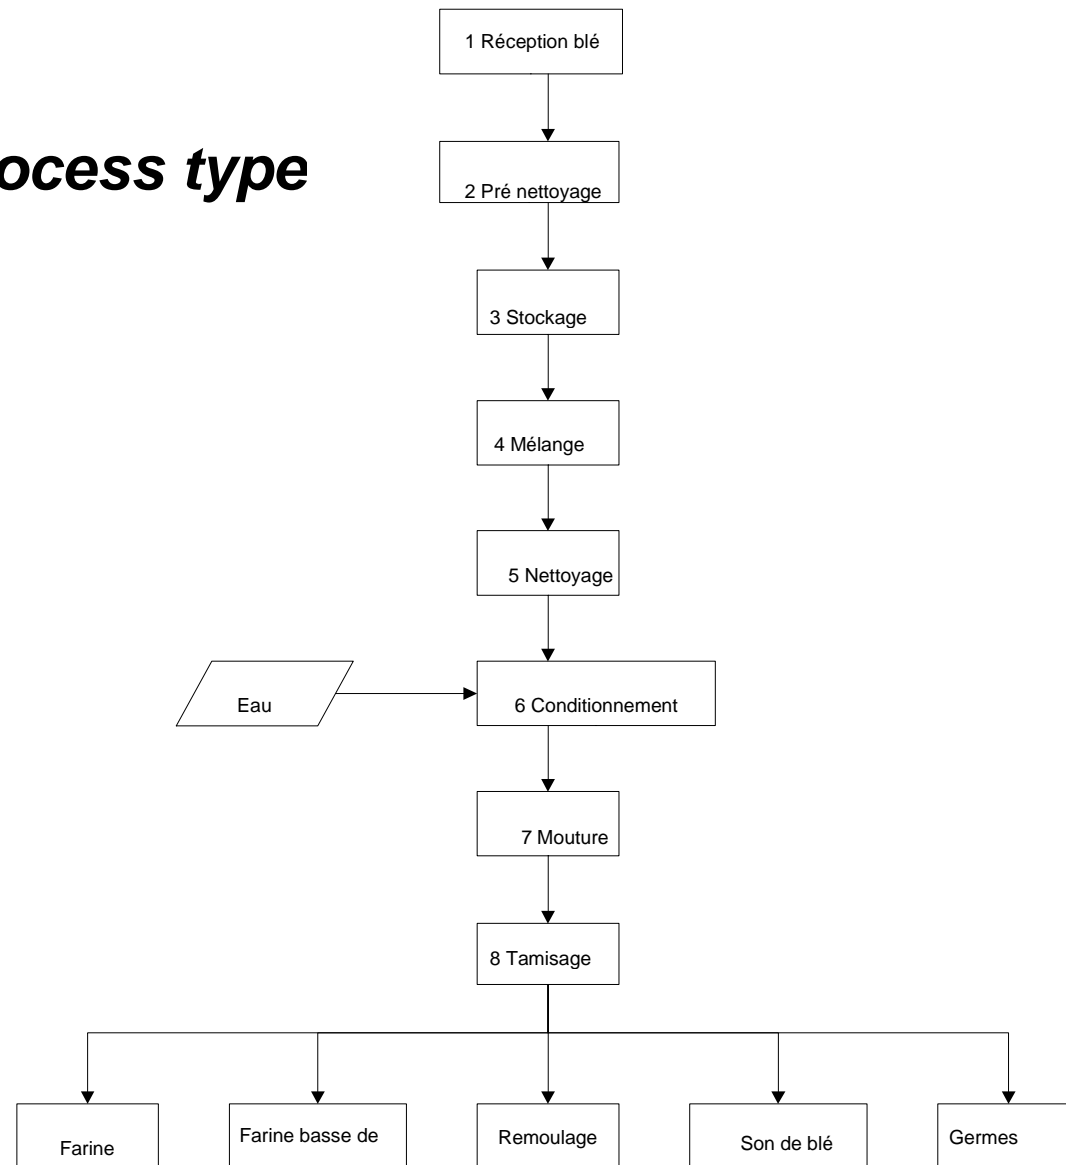 1 Réception blé
ocess type
2 Pré nettoyage
3 Stockage
4 Mélange
5 Nettoyage
Eau
6 Conditionnement
7 Mouture
8 Tamisage
Farine
Farine basse de
Remoulage
Son de blé
Germes